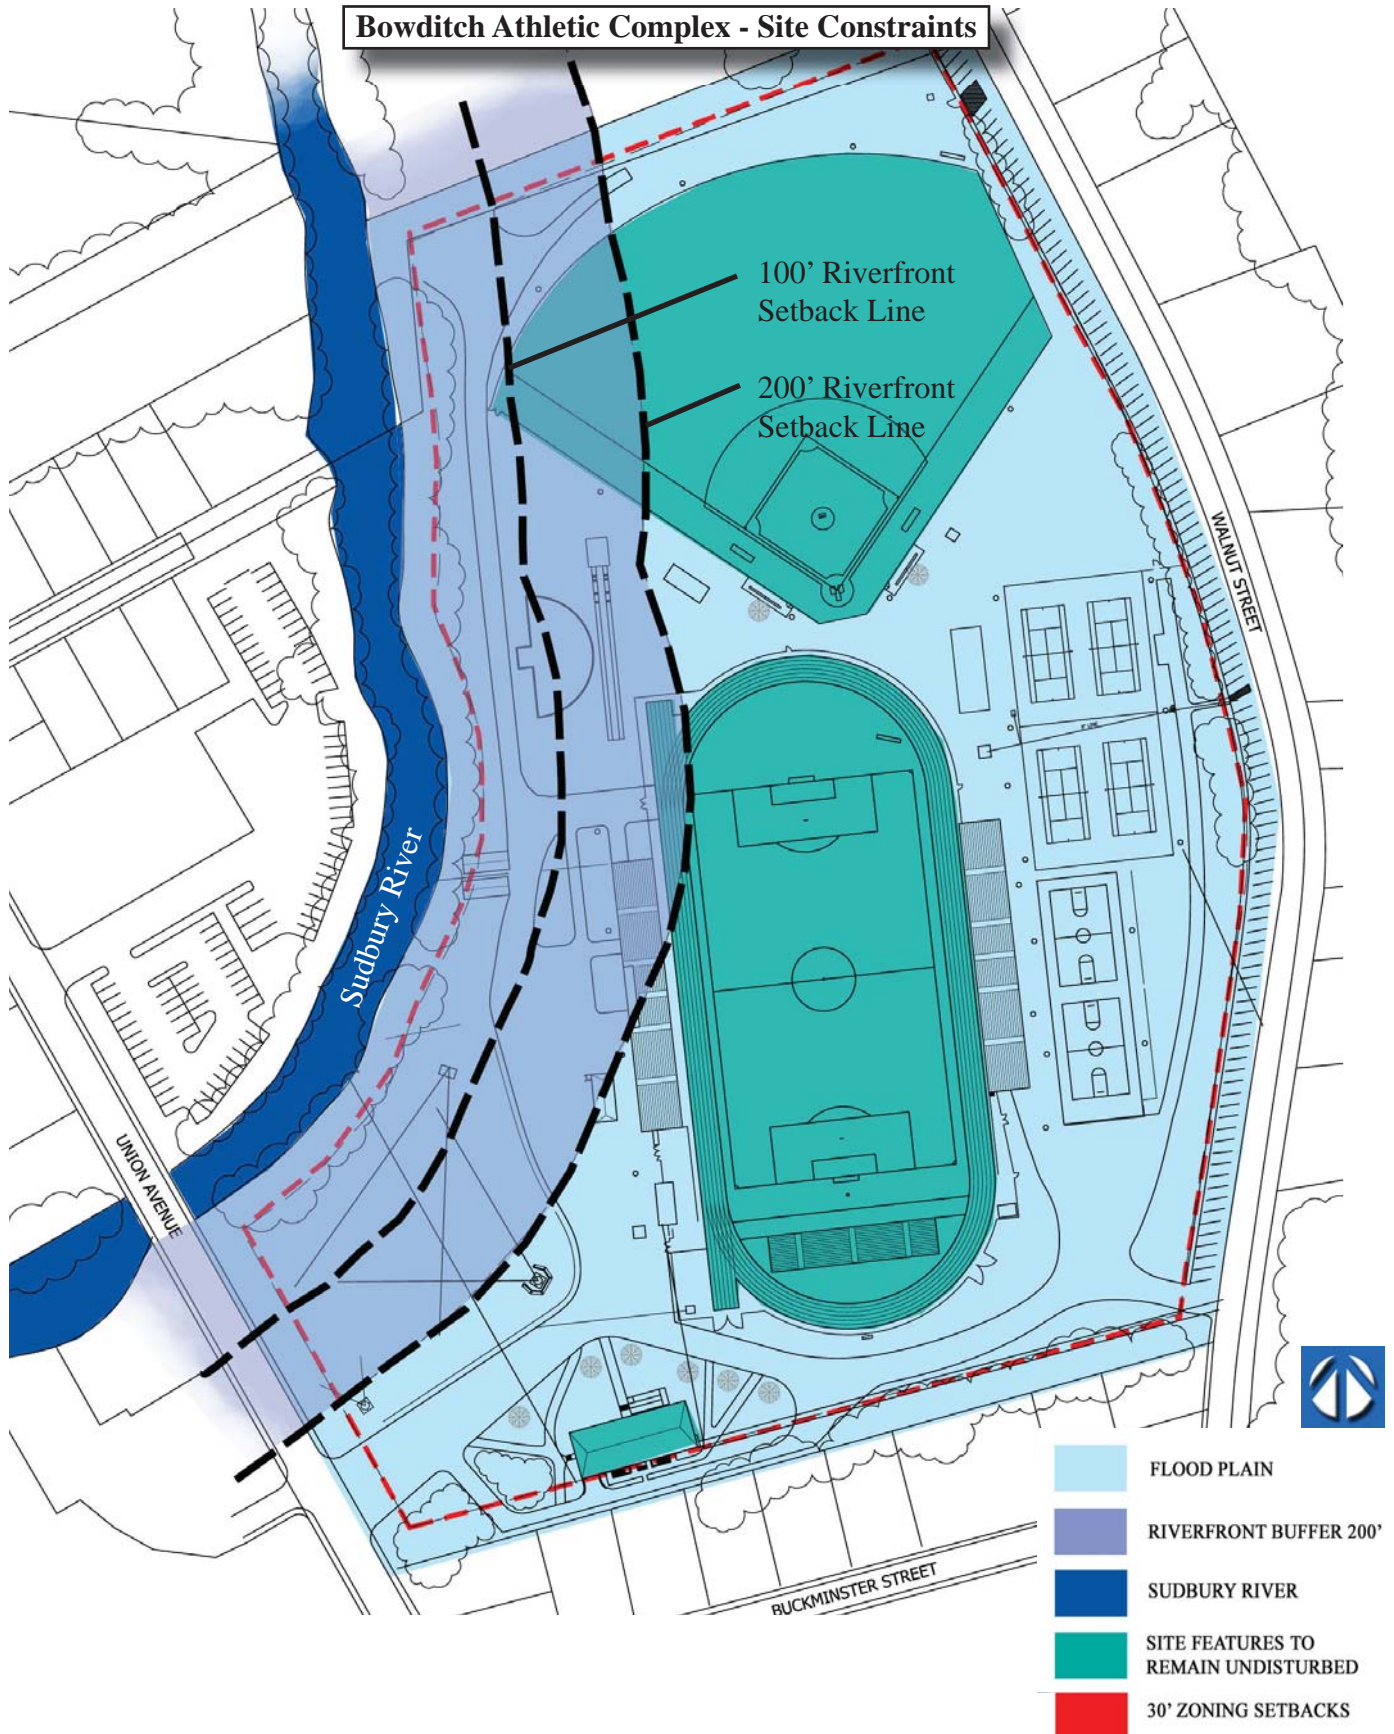 Bowditch Athletic Complex - Site Constraints
100’ Riverfront
Setback Line
200’ Riverfront
Setback Line
WALNUT STREET
Sudbury River
UNION AVENUE
BUCKMINSTER STREET
FLOOD PLAIN
RIVERFRONT BUFFER 200'
SUDBURY RIVER
SITE FEATURES TO
REMAIN UNDISTURBED
30' ZONING SETBACKS